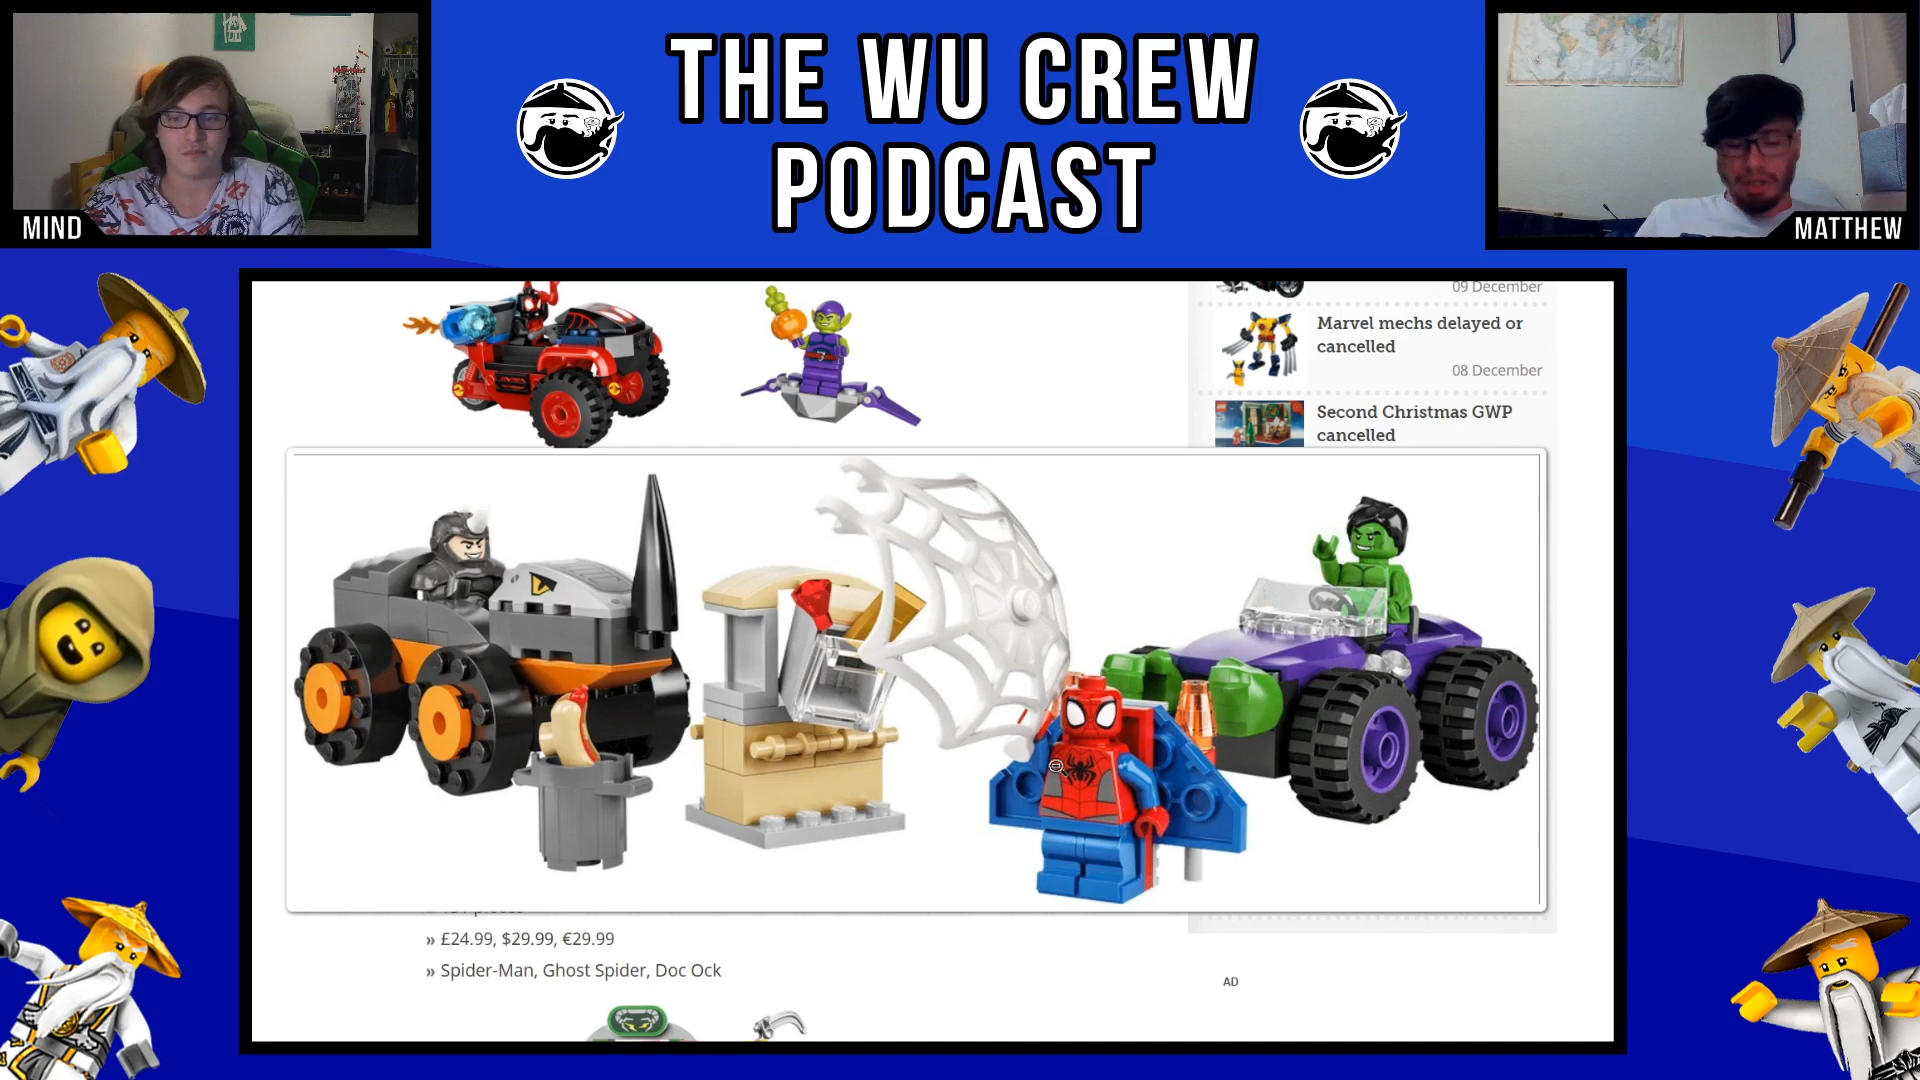 THE WU CREW
PODCAST
MIND
MATTHEW
09 December
Marvel mechs delayed or
cancelled
08 December
Second Christmas GWP
cancelled
» £24.99, $29.99, €29.99
» Spider-Man, Ghost Spider, Doc Ock
AD